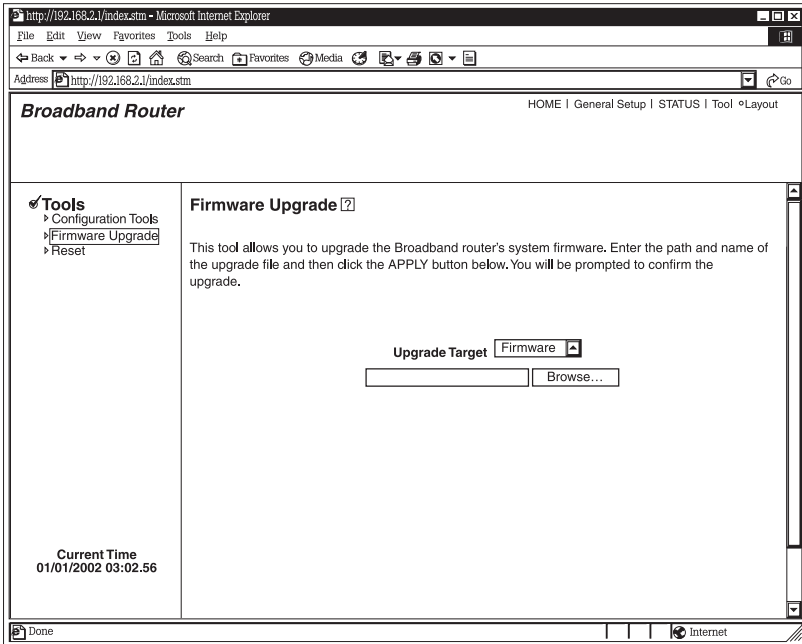 http://192.168.2.1/index.stm - Microsoft Internet Explorer
File Edit View Favorites Tools Help
Back Search Favorites Media
Address http://192.168.2.1/index.stm Go
Broadband Router
HOME | General Setup | STATUS | Tool Layout
Tools
Configuration Tools
Firmware Upgrade
Reset
Current Time
01/01/2002 03:02.56
Firmware Upgrade ?
This tool allows you to upgrade the Broadband router's system firmware. Enter the path and name of
the upgrade file and then click the APPLY button below. You will be prompted to confirm the
upgrade.
Upgrade Target Firmware
Browse...
Done Internet